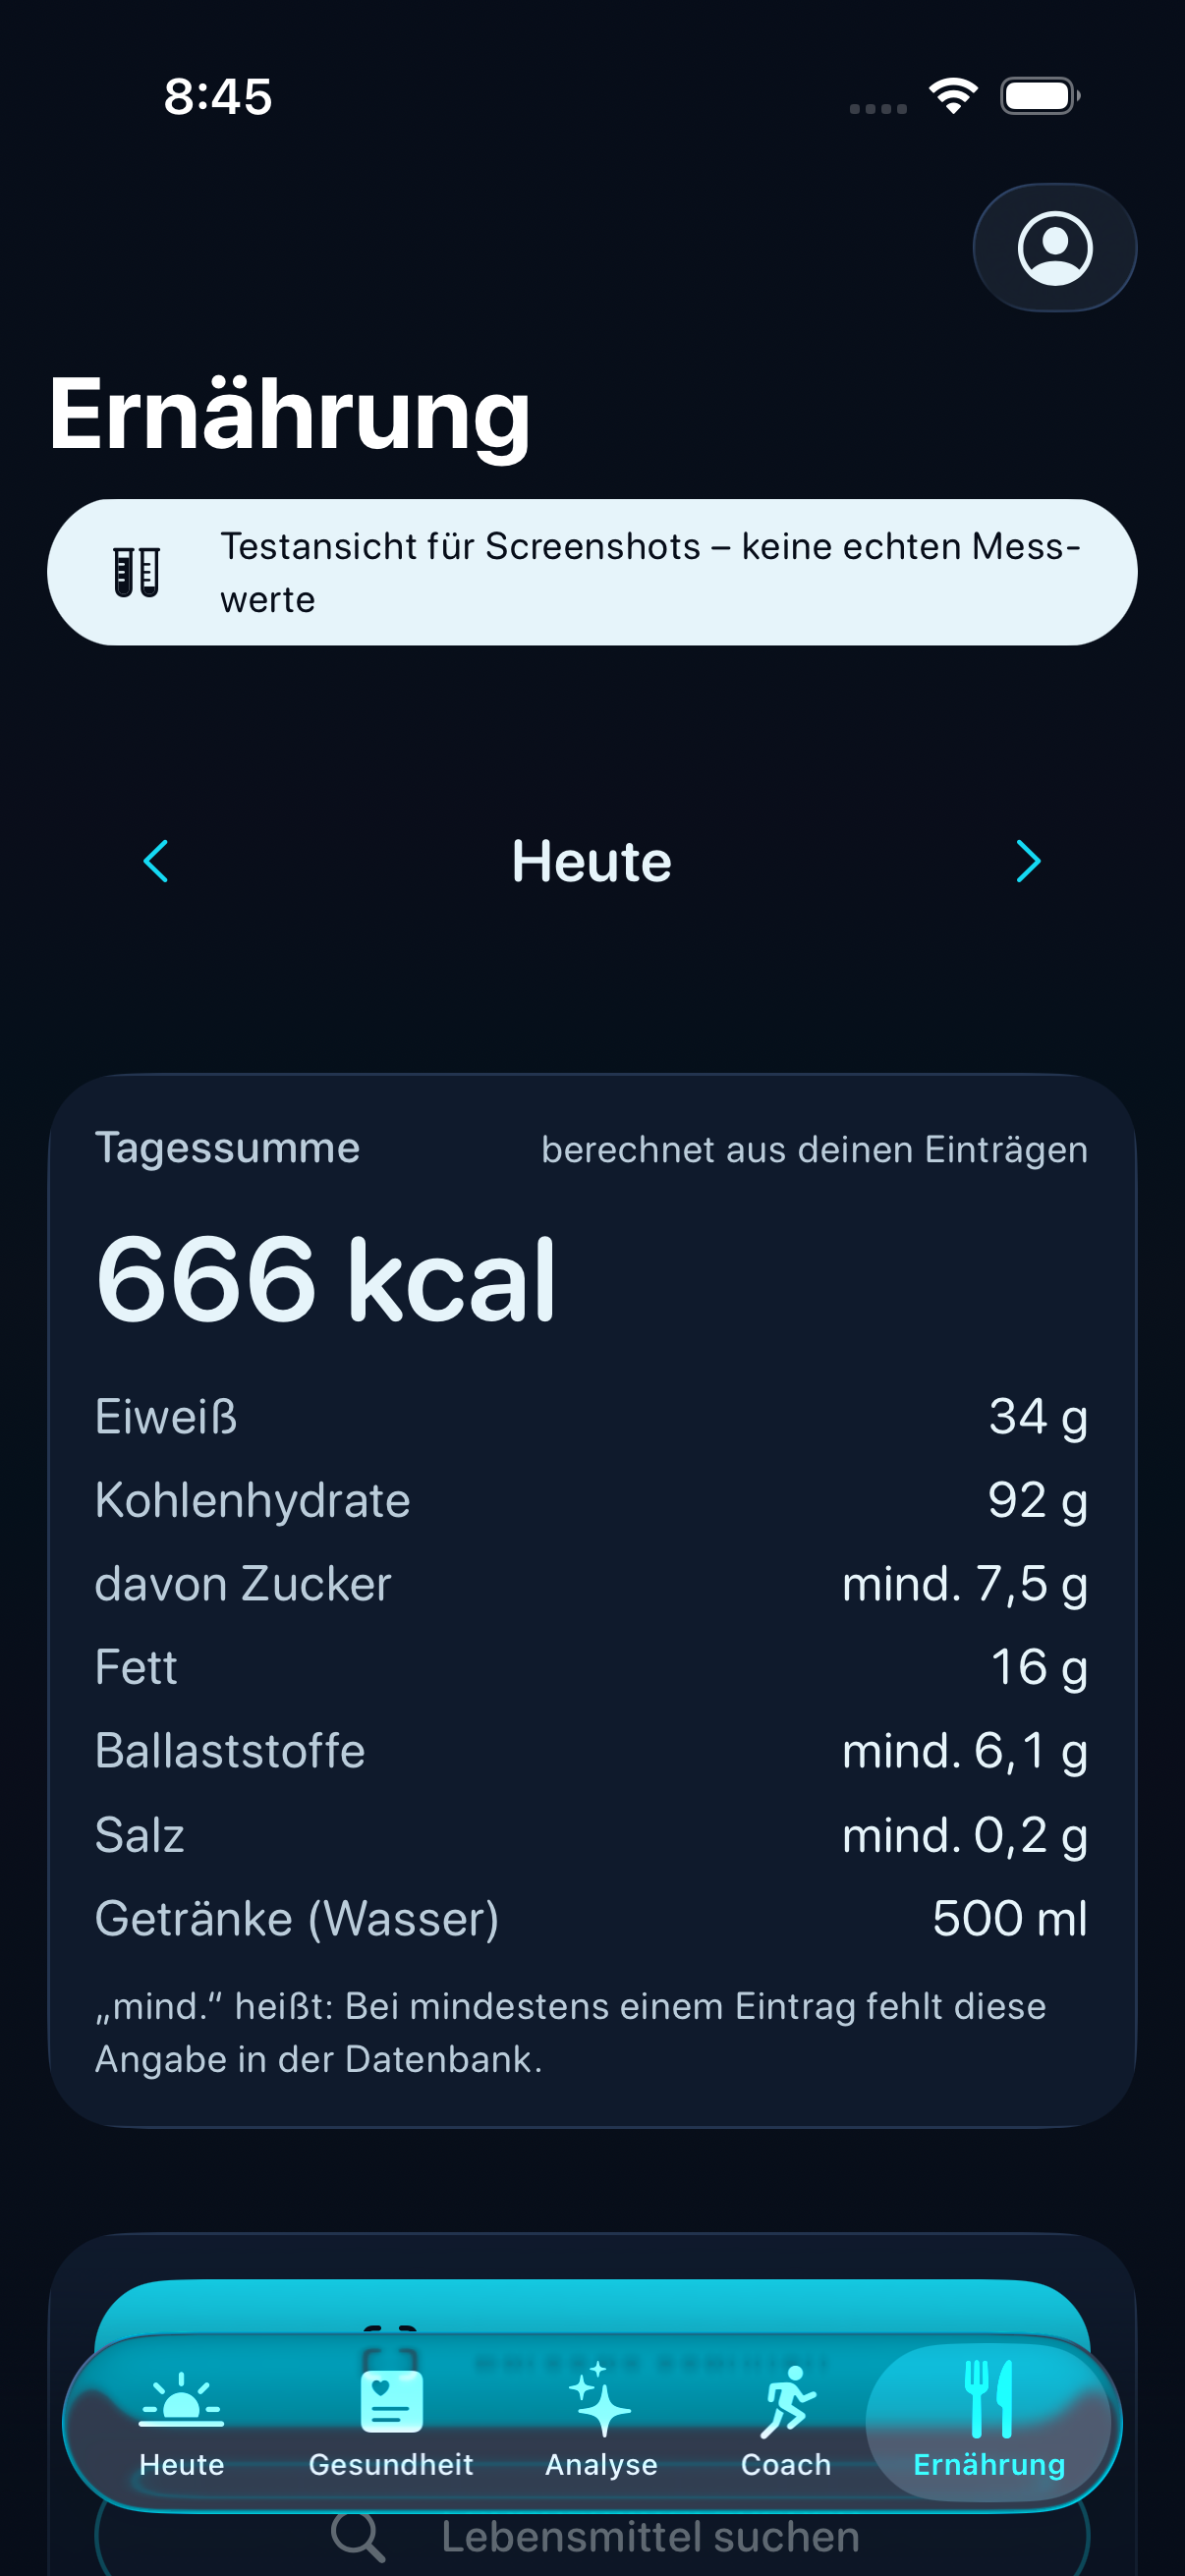 8:45
Ernährung
Testansicht für Screenshots – keine echten Mess-
werte
Heute
Tagessumme
berechnet aus deinen Einträgen
666 kcal
Eiweiß 34 g
Kohlenhydrate 92 g
davon Zucker mind. 7,5 g
Fett 16 g
Ballaststoffe mind. 6,1 g
Salz mind. 0,2 g
Getränke (Wasser) 500 ml
„mind.“ heißt: Bei mindestens einem Eintrag fehlt diese
Angabe in der Datenbank.
Heute
Gesundheit
Analyse
Coach
Ernährung
Lebensmittel suchen